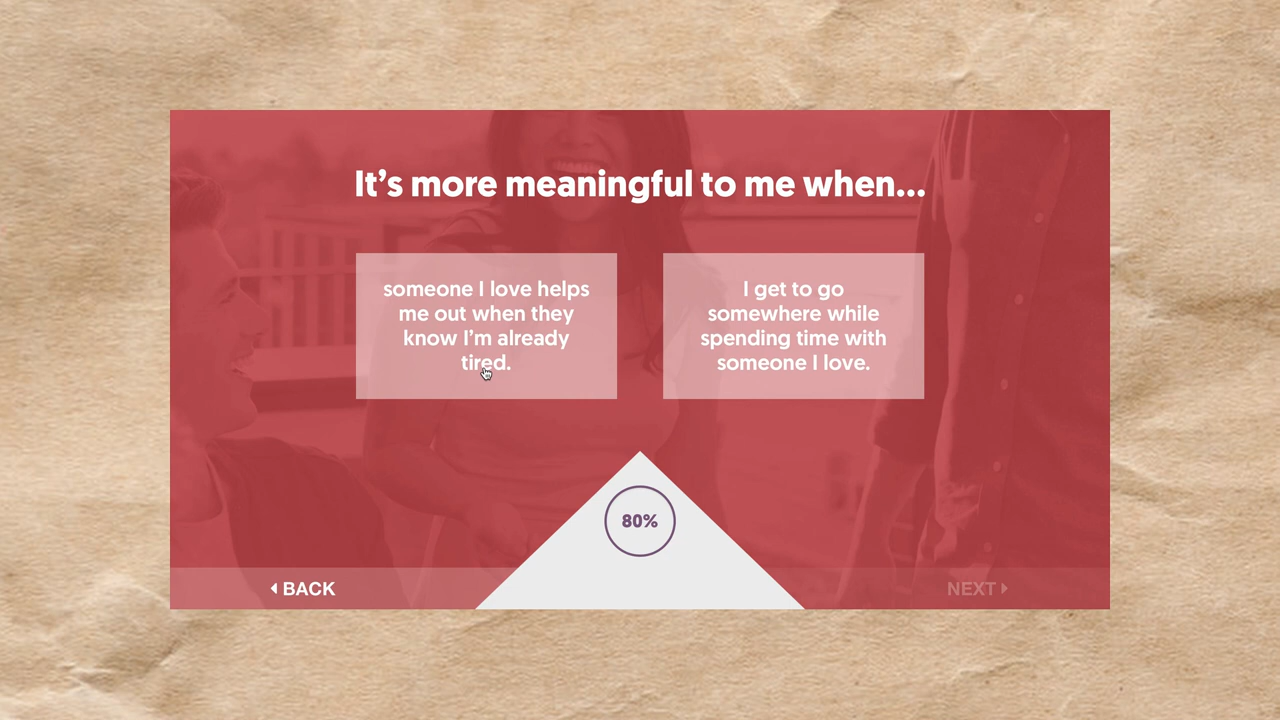 It's more meaningful to me when...
someone I love helps
me out when they
know I'm already
tired.
I get to go
somewhere while
spending time with
someone I love.
80%
BACK
NEXT